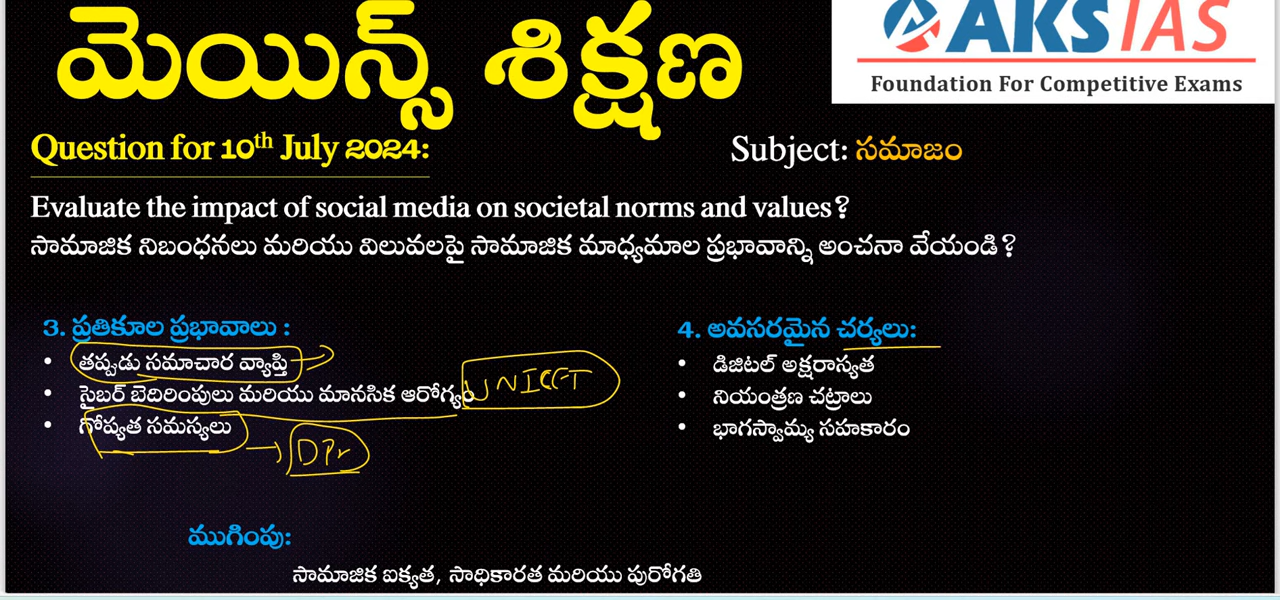 మెయిన్స్ శిక్షణ
AKS IAS
Foundation For Competitive Exams
Question for 10th July 2024:
Subject: సమాజం
Evaluate the impact of social media on societal norms and values?
సామాజిక నిబంధనలు మరియు విలువలపై సామాజిక మాధ్యమాల ప్రభావాన్ని అంచనా వేయండి?
3. ప్రతికూల ప్రభావాలు :
• తప్పుడు సమాచార వ్యాప్తి
• సైబర్ బెదిరింపులు మరియు మానసిక ఆరోగ్యం
• గోప్యత సమస్యలు
4. అవసరమైన చర్యలు:
• డిజిటల్ అక్షరాస్యత
• నియంత్రణ చట్రాలు
• భాగస్వామ్య సహకారం
ముగింపు:
సామాజిక ఐక్యత, సాధికారత మరియు పురోగతి